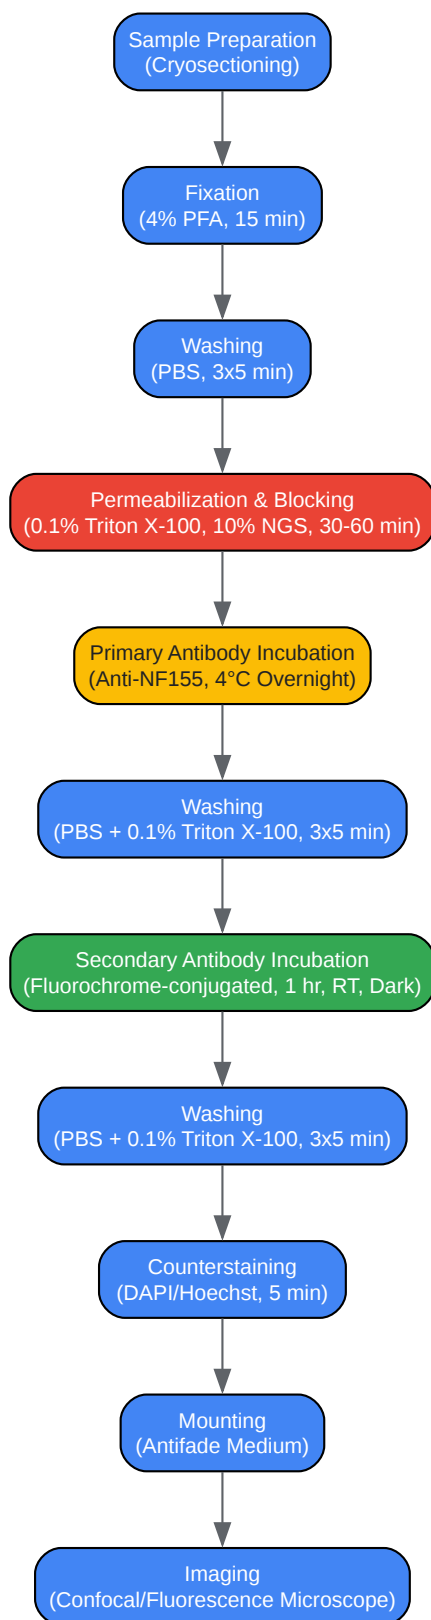 Sample Preparation
(Cryosectioning)
Fixation
(4% PFA, 15 min)
Washing
(PBS, 3x5 min)
Permeabilization & Blocking
(0.1% Triton X-100, 10% NGS, 30-60 min)
Primary Antibody Incubation
(Anti-NF155, 4°C Overnight)
Washing
(PBS + 0.1% Triton X-100, 3x5 min)
Secondary Antibody Incubation
(Fluorochrome-conjugated, 1 hr, RT, Dark)
Washing
(PBS + 0.1% Triton X-100, 3x5 min)
Counterstaining
(DAPI/Hoechst, 5 min)
Mounting
(Antifade Medium)
Imaging
(Confocal/Fluorescence Microscope)